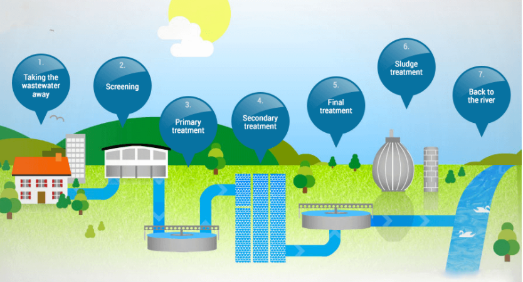 1.
Taking the
wastewater
away
2.
Screening
3.
Primary
treatment
4.
Secondary
treatment
5.
Final
treatment
6.
Sludge
treatment
7.
Back to
the river